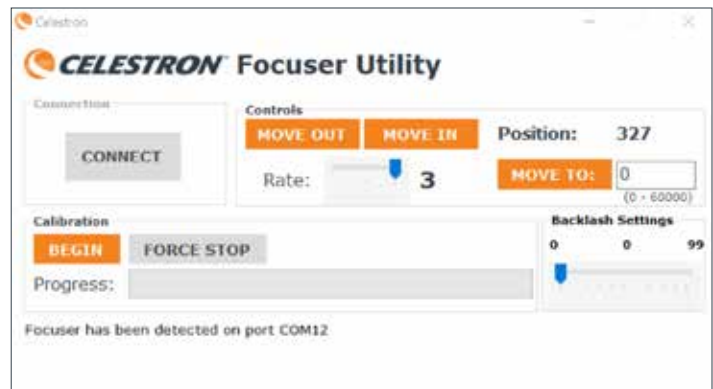 Celestron
CELESTRON Focuser Utility
Connection
CONNECT
Controls
MOVE OUT MOVE IN
Rate: 3
Position: 327
MOVE TO: 0
(0 - 60000)
Calibration
BEGIN FORCE STOP
Progress:
Backlash Settings
0 0 99
Focuser has been detected on port COM12